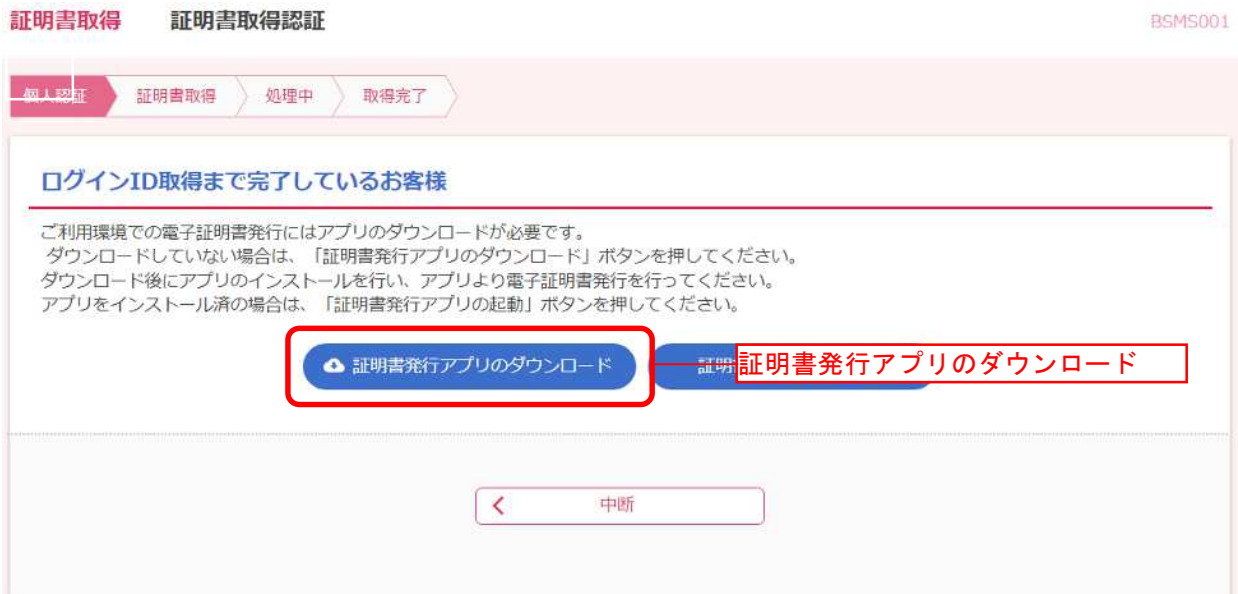 証明書取得 証明書取得認証 BSMS001
個人認証 証明書取得 処理中 取得完了
ログインID取得まで完了しているお客様
ご利用環境での電子証明書発行にはアプリのダウンロードが必要です。
ダウンロードしていない場合は、「証明書発行アプリのダウンロード」ボタンを押してください。
ダウンロード後にアプリのインストールを行い、アプリより電子証明書発行を行ってください。
アプリをインストール済の場合は、「証明書発行アプリの起動」ボタンを押してください。
証明書発行アプリのダウンロード 証明 証明書発行アプリのダウンロード
中断